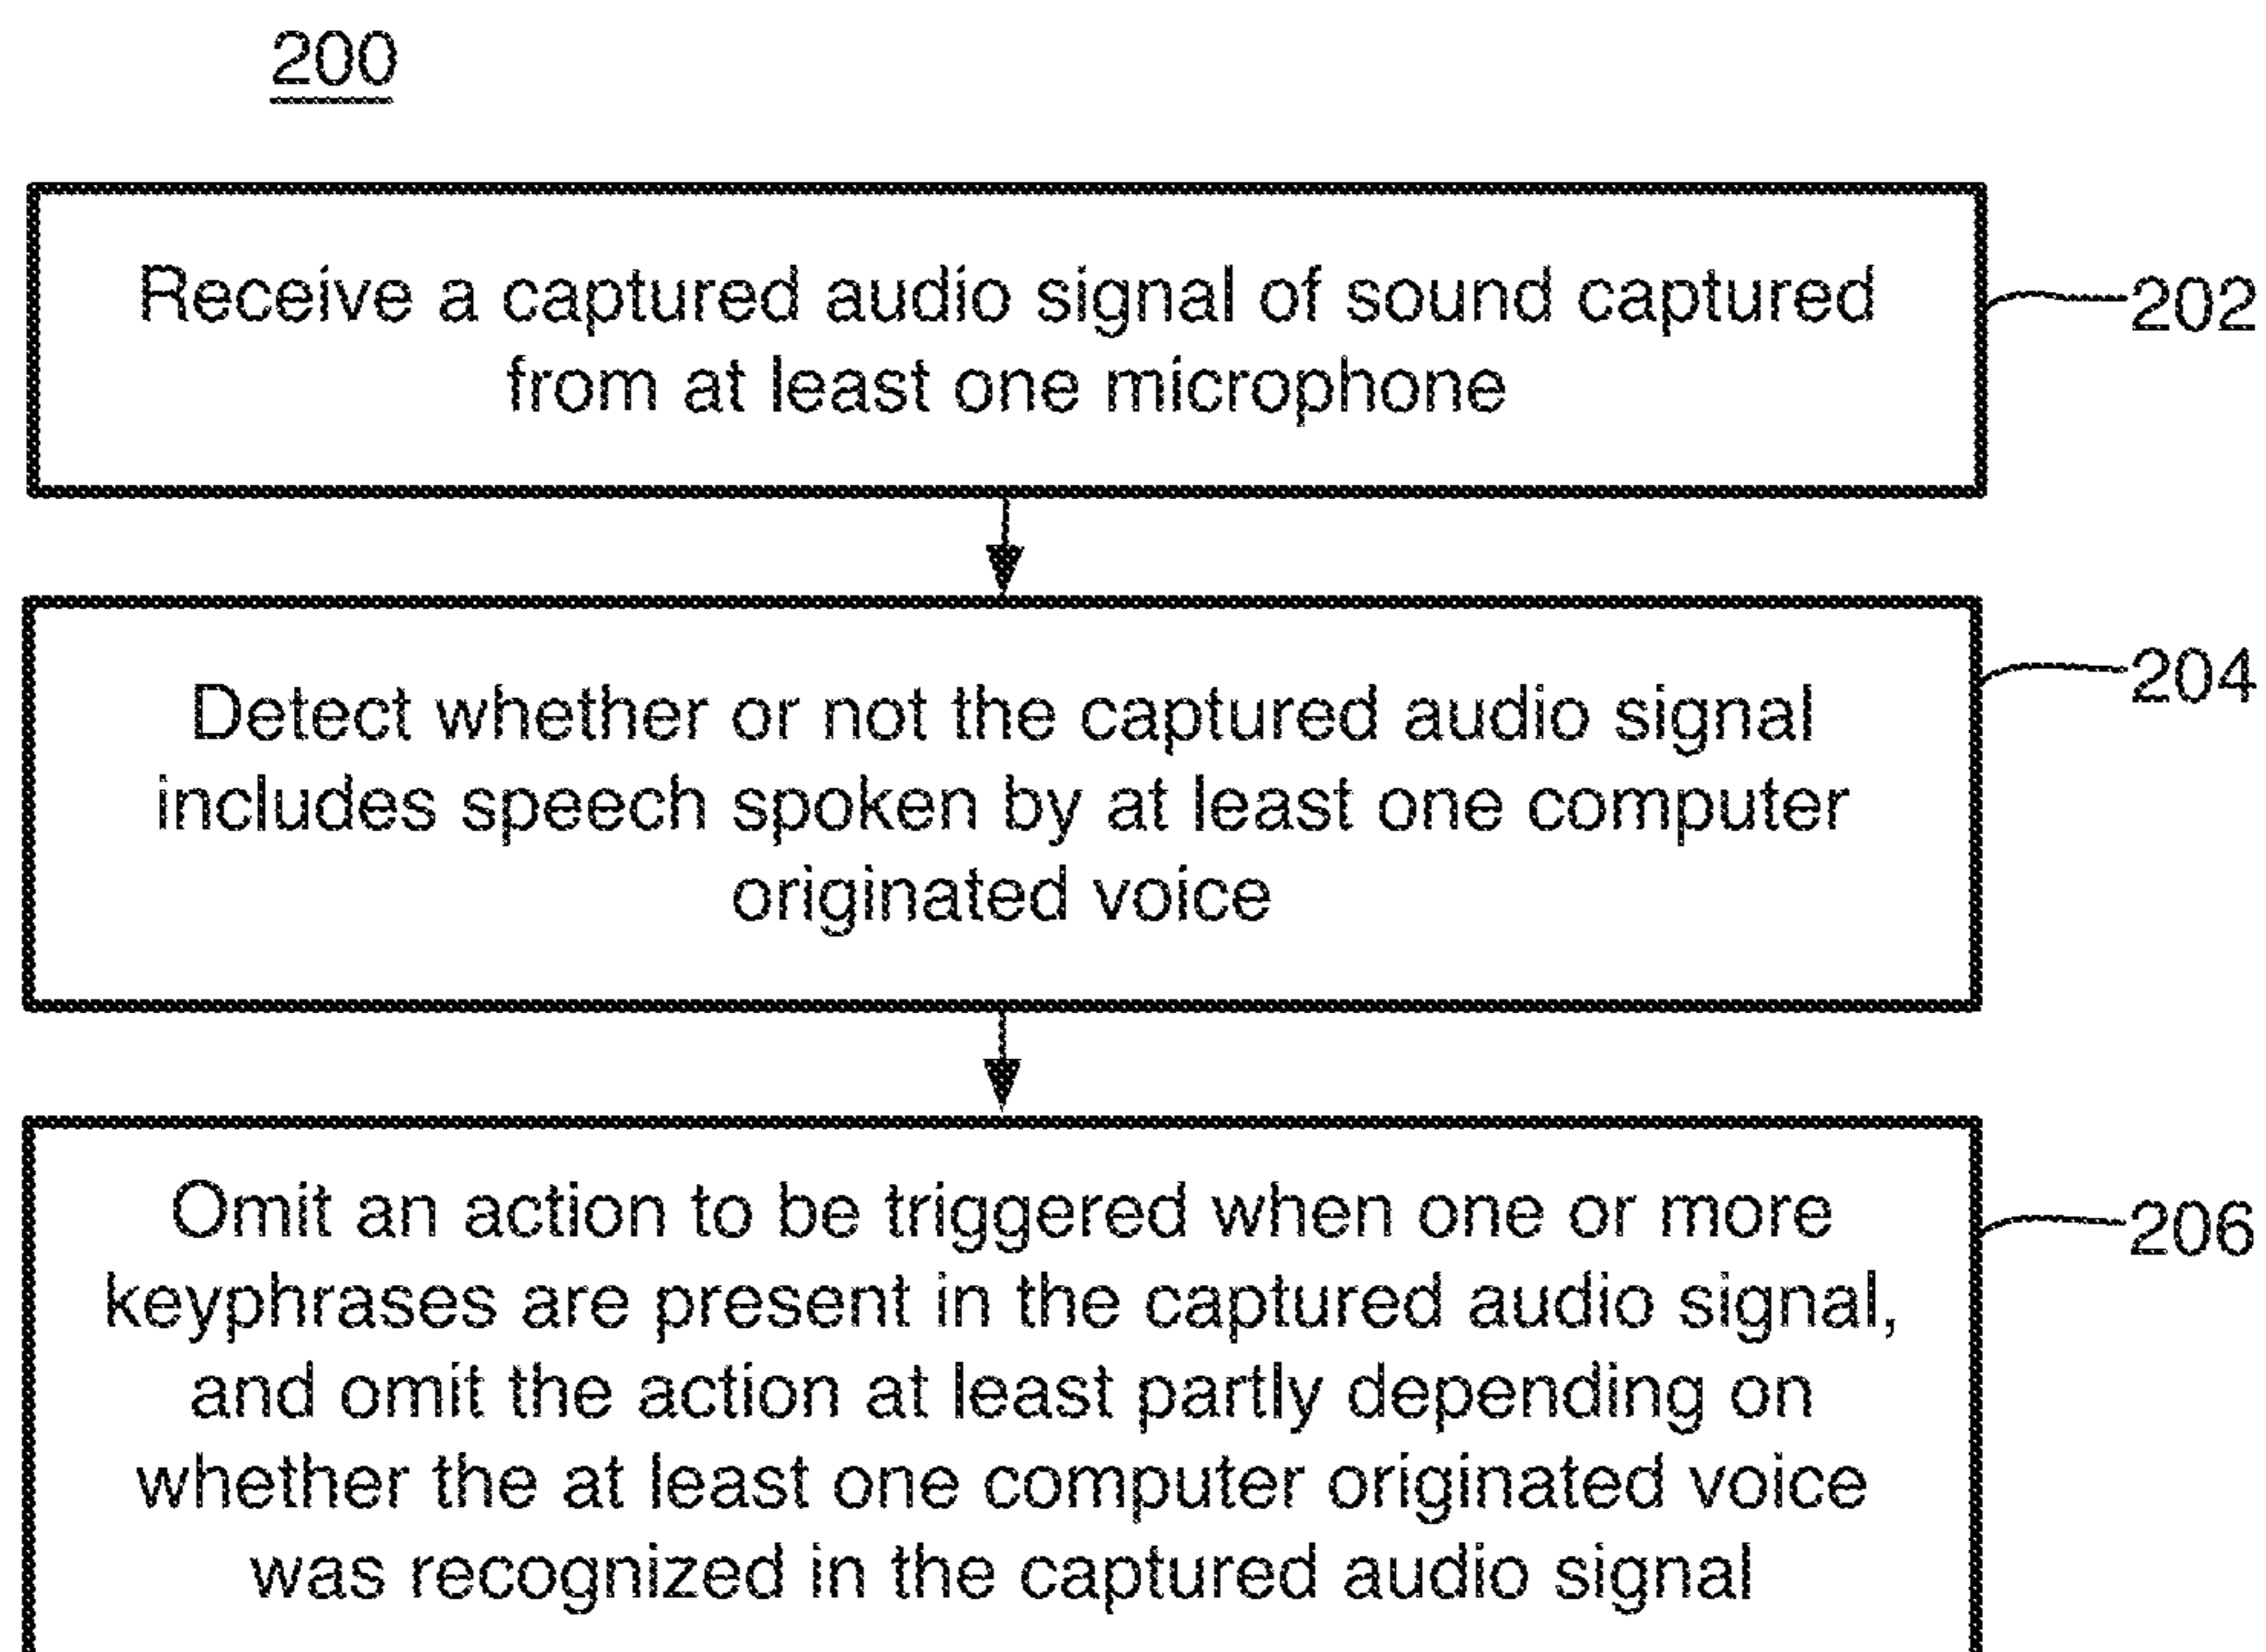 200
Receive a captured audio signal of sound captured
from at least one microphone
202
Detect whether or not the captured audio signal
includes speech spoken by at least one computer
originated voice
204
Omit an action to be triggered when one or more
keyphrases are present in the captured audio signal,
and omit the action at least partly depending on
whether the at least one computer originated voice
was recognized in the captured audio signal
206